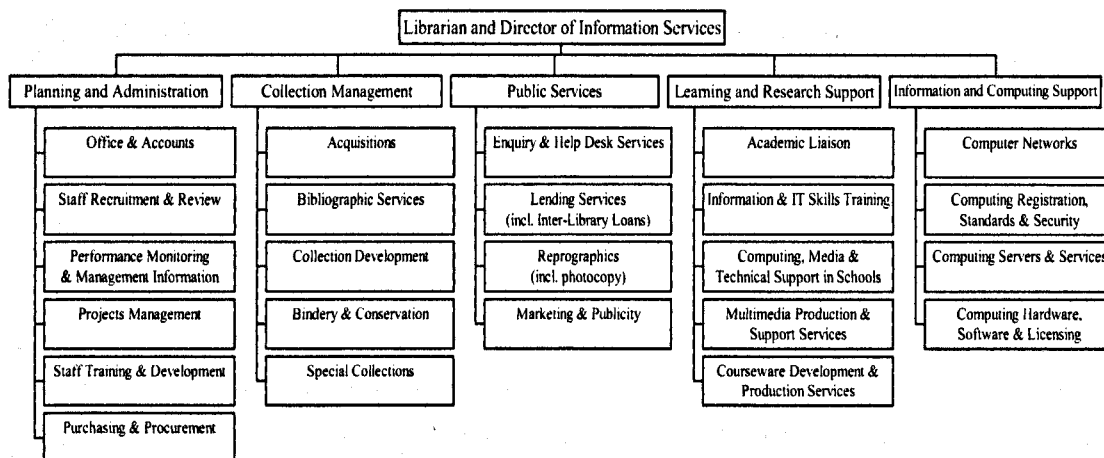 Librarian and Director of Information Services
Planning and Administration
Office & Accounts
Staff Recruitment & Review
Performance Monitoring
& Management Information
Projects Management
Staff Training & Development
Purchasing & Procurement
Collection Management
Acquisitions
Bibliographic Services
Collection Development
Bindery & Conservation
Special Collections
Public Services
Enquiry & Help Desk Services
Lending Services
(incl. Inter-Library Loans)
Reprographics
(incl. photocopy)
Marketing & Publicity
Learning and Research Support
Academic Liaison
Information & IT Skills Training
Computing, Media &
Technical Support in Schools
Multimedia Production &
Support Services
Courseware Development &
Production Services
Information and Computing Support
Computer Networks
Computing Registration,
Standards & Security
Computing Servers & Services
Computing Hardware,
Software & Licensing